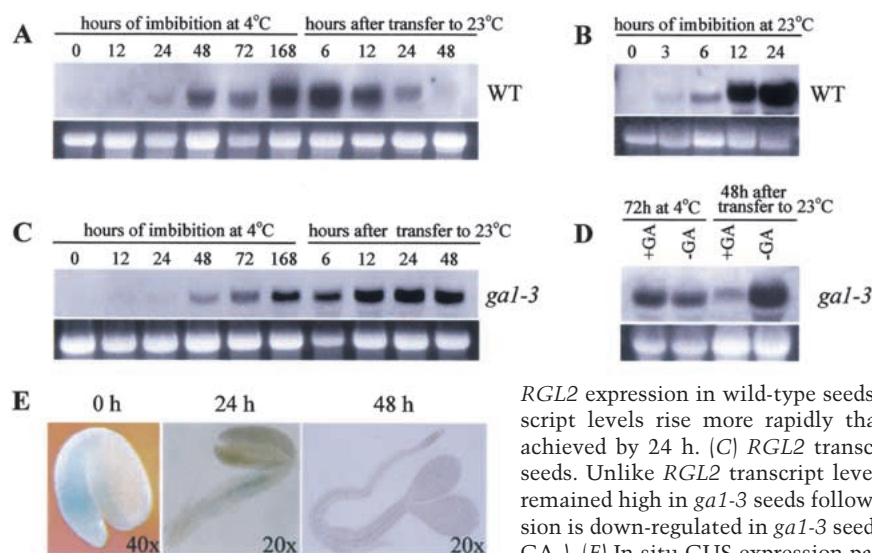 A
hours of imbibition at 4°C
hours after transfer to 23°C
0 12 24 48 72 168 6 12 24 48
WT
B
hours of imbibition at 23°C
0 3 6 12 24
WT
C
hours of imbibition at 4°C
hours after transfer to 23°C
0 12 24 48 72 168 6 12 24 48
ga1-3
D
72h at 4°C
48h after
transfer to 23°C
+GA -GA +GA -GA
ga1-3
E
0 h 24 h 48 h
40x 20x 20x
RGL2 expression in wild-type seeds
script levels rise more rapidly tha
achieved by 24 h. (C) RGL2 transc
seeds. Unlike RGL2 transcript leve
remained high in ga1-3 seeds follow
sion is down-regulated in ga1-3 seed
GA
(E) In situ GUS expression pa